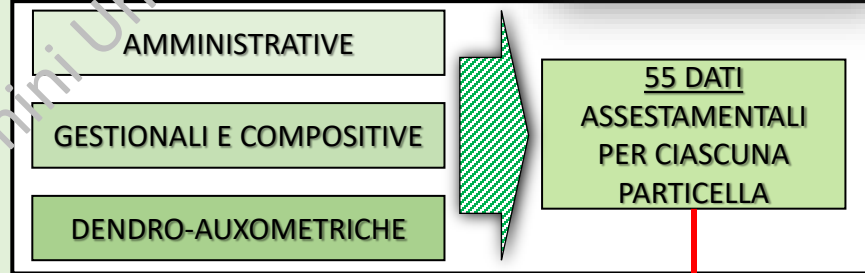 AMMINISTRATIVE
GESTIONALI E COMPOSITIVE
DENDRO-AUXOMETRICHE
55 DATI
ASSESTAMENTALI
PER CIASCUNA
PARTICELLA